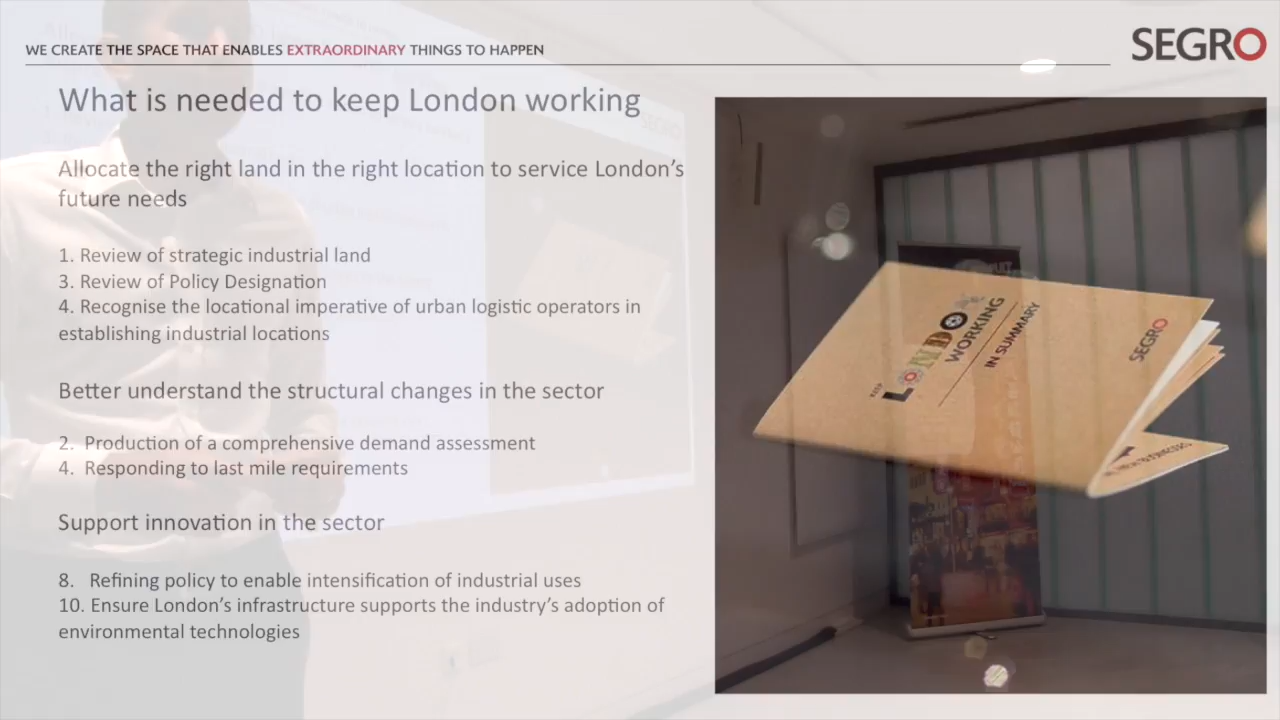 WE CREATE THE SPACE THAT ENABLES EXTRAORDINARY THINGS TO HAPPEN
SEGRO
What is needed to keep London working
Allocate the right land in the right location to service London's
future needs
1. Review of strategic industrial land
3. Review of Policy Designation
4. Recognise the locational imperative of urban logistic operators in
establishing industrial locations
Better understand the structural changes in the sector
2. Production of a comprehensive demand assessment
4. Responding to last mile requirements
Support innovation in the sector
8. Refining policy to enable intensification of industrial uses
10. Ensure London's infrastructure supports the industry's adoption of
environmental technologies
KEEP
LONDON
WORKING
IN SUMMARY
SEGRO
BUSINESSES